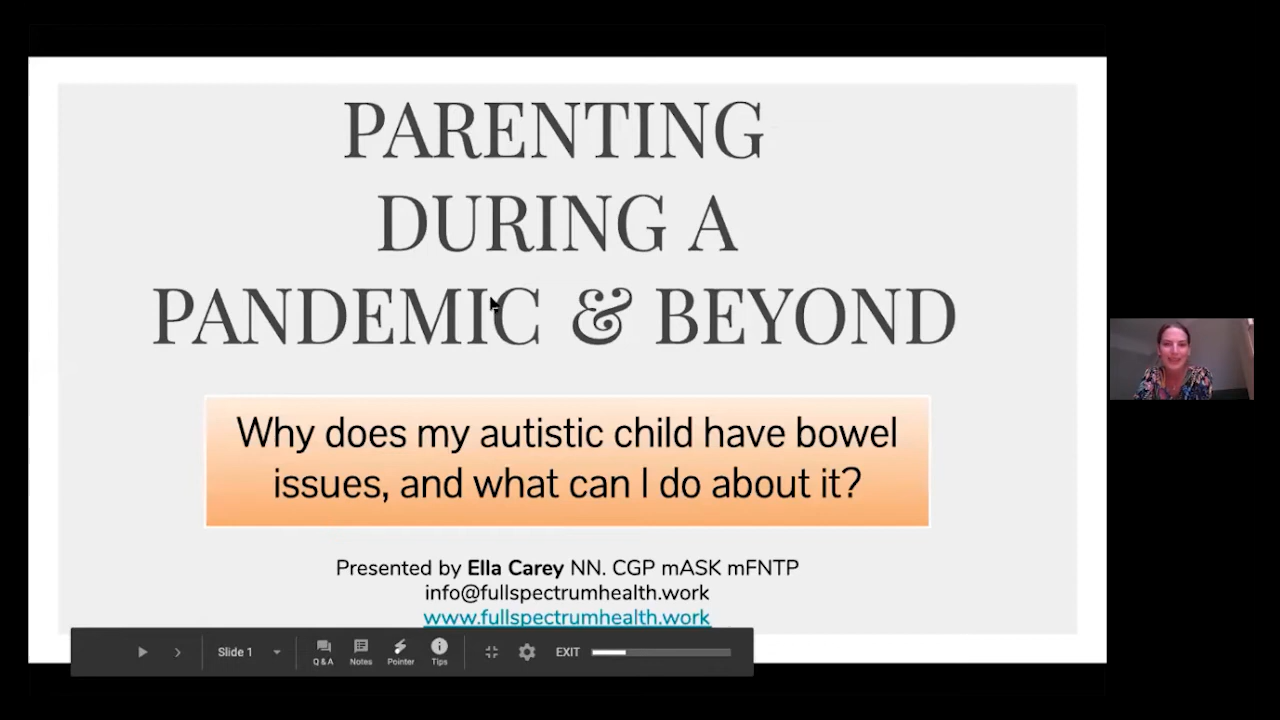 PARENTING
DURING A
PANDEMIC & BEYOND
Why does my autistic child have bowel
issues, and what can I do about it?
Presented by Ella Carey NN. CGP mASK mFNTP
info@fullspectrumhealth.work
www.fullspectrumhealth.work
Slide 1
Q & A
Notes
Pointer
Tips
EXIT